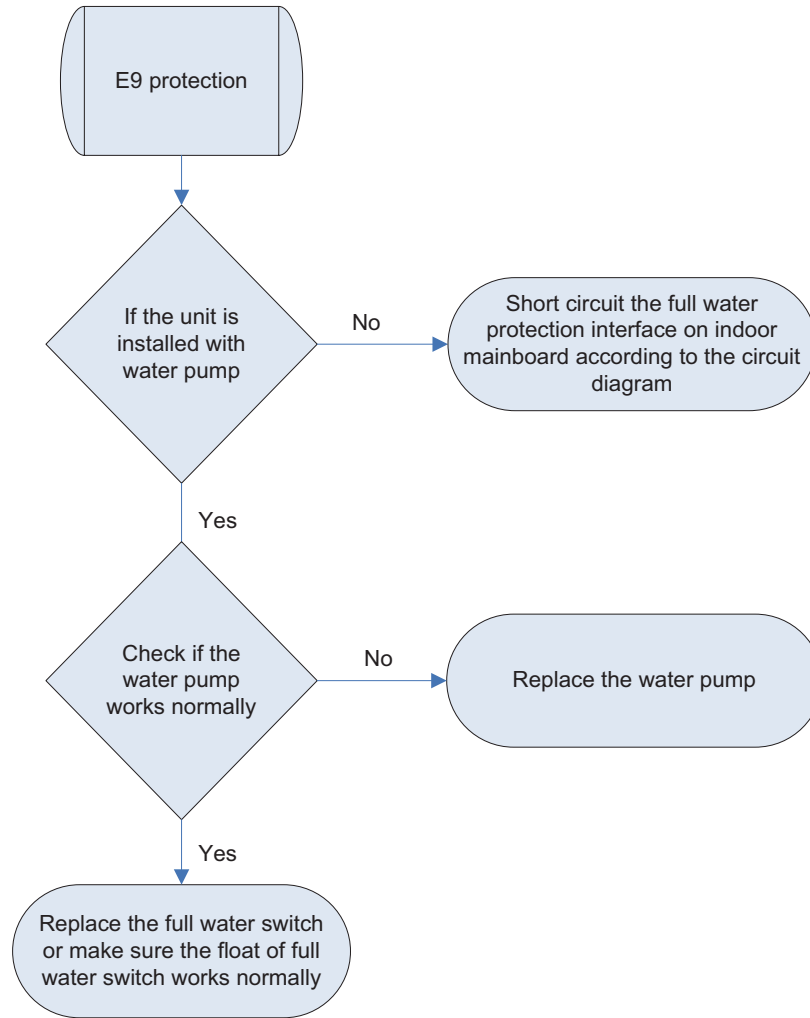 E9 protection
If the unit is
installed with
water pump
No
Short circuit the full water
protection interface on indoor
mainboard according to the circuit
diagram
Yes
Check if the
water pump
works normally
No
Replace the water pump
Yes
Replace the full water switch
or make sure the float of full
water switch works normally